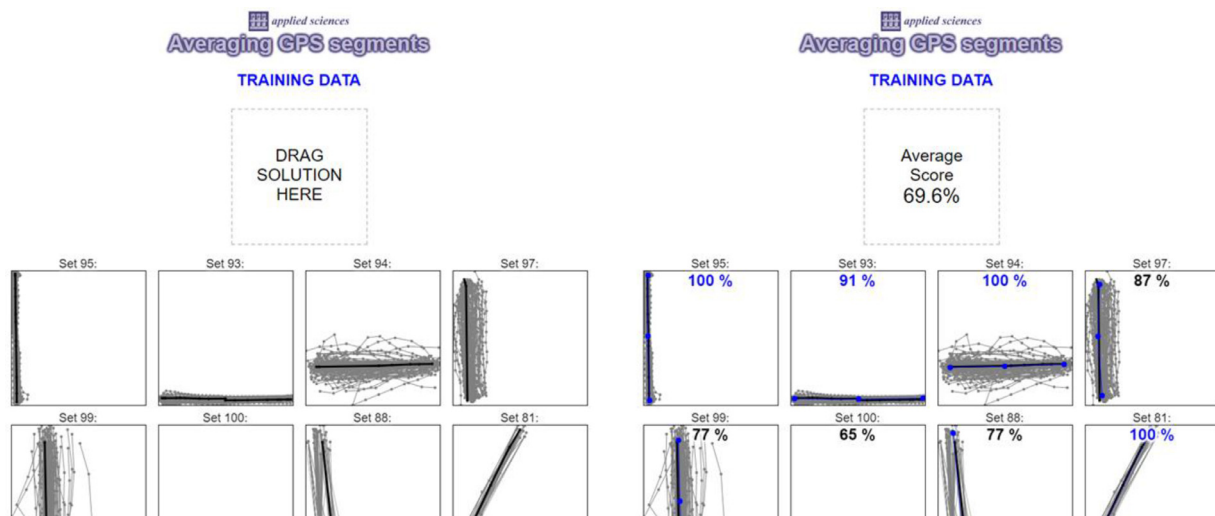 applied sciences
Averaging GPS segments
TRAINING DATA
DRAG
SOLUTION
HERE
Set 95:
Set 93:
Set 94:
Set 97:
Set 99:
Set 100:
Set 88:
Set 81:
applied sciences
Averaging GPS segments
TRAINING DATA
Average
Score
69.6%
Set 95:
Set 93:
Set 94:
Set 97:
100 %
91 %
100 %
87 %
Set 99:
Set 100:
Set 88:
Set 81:
77 %
65 %
77 %
100 %